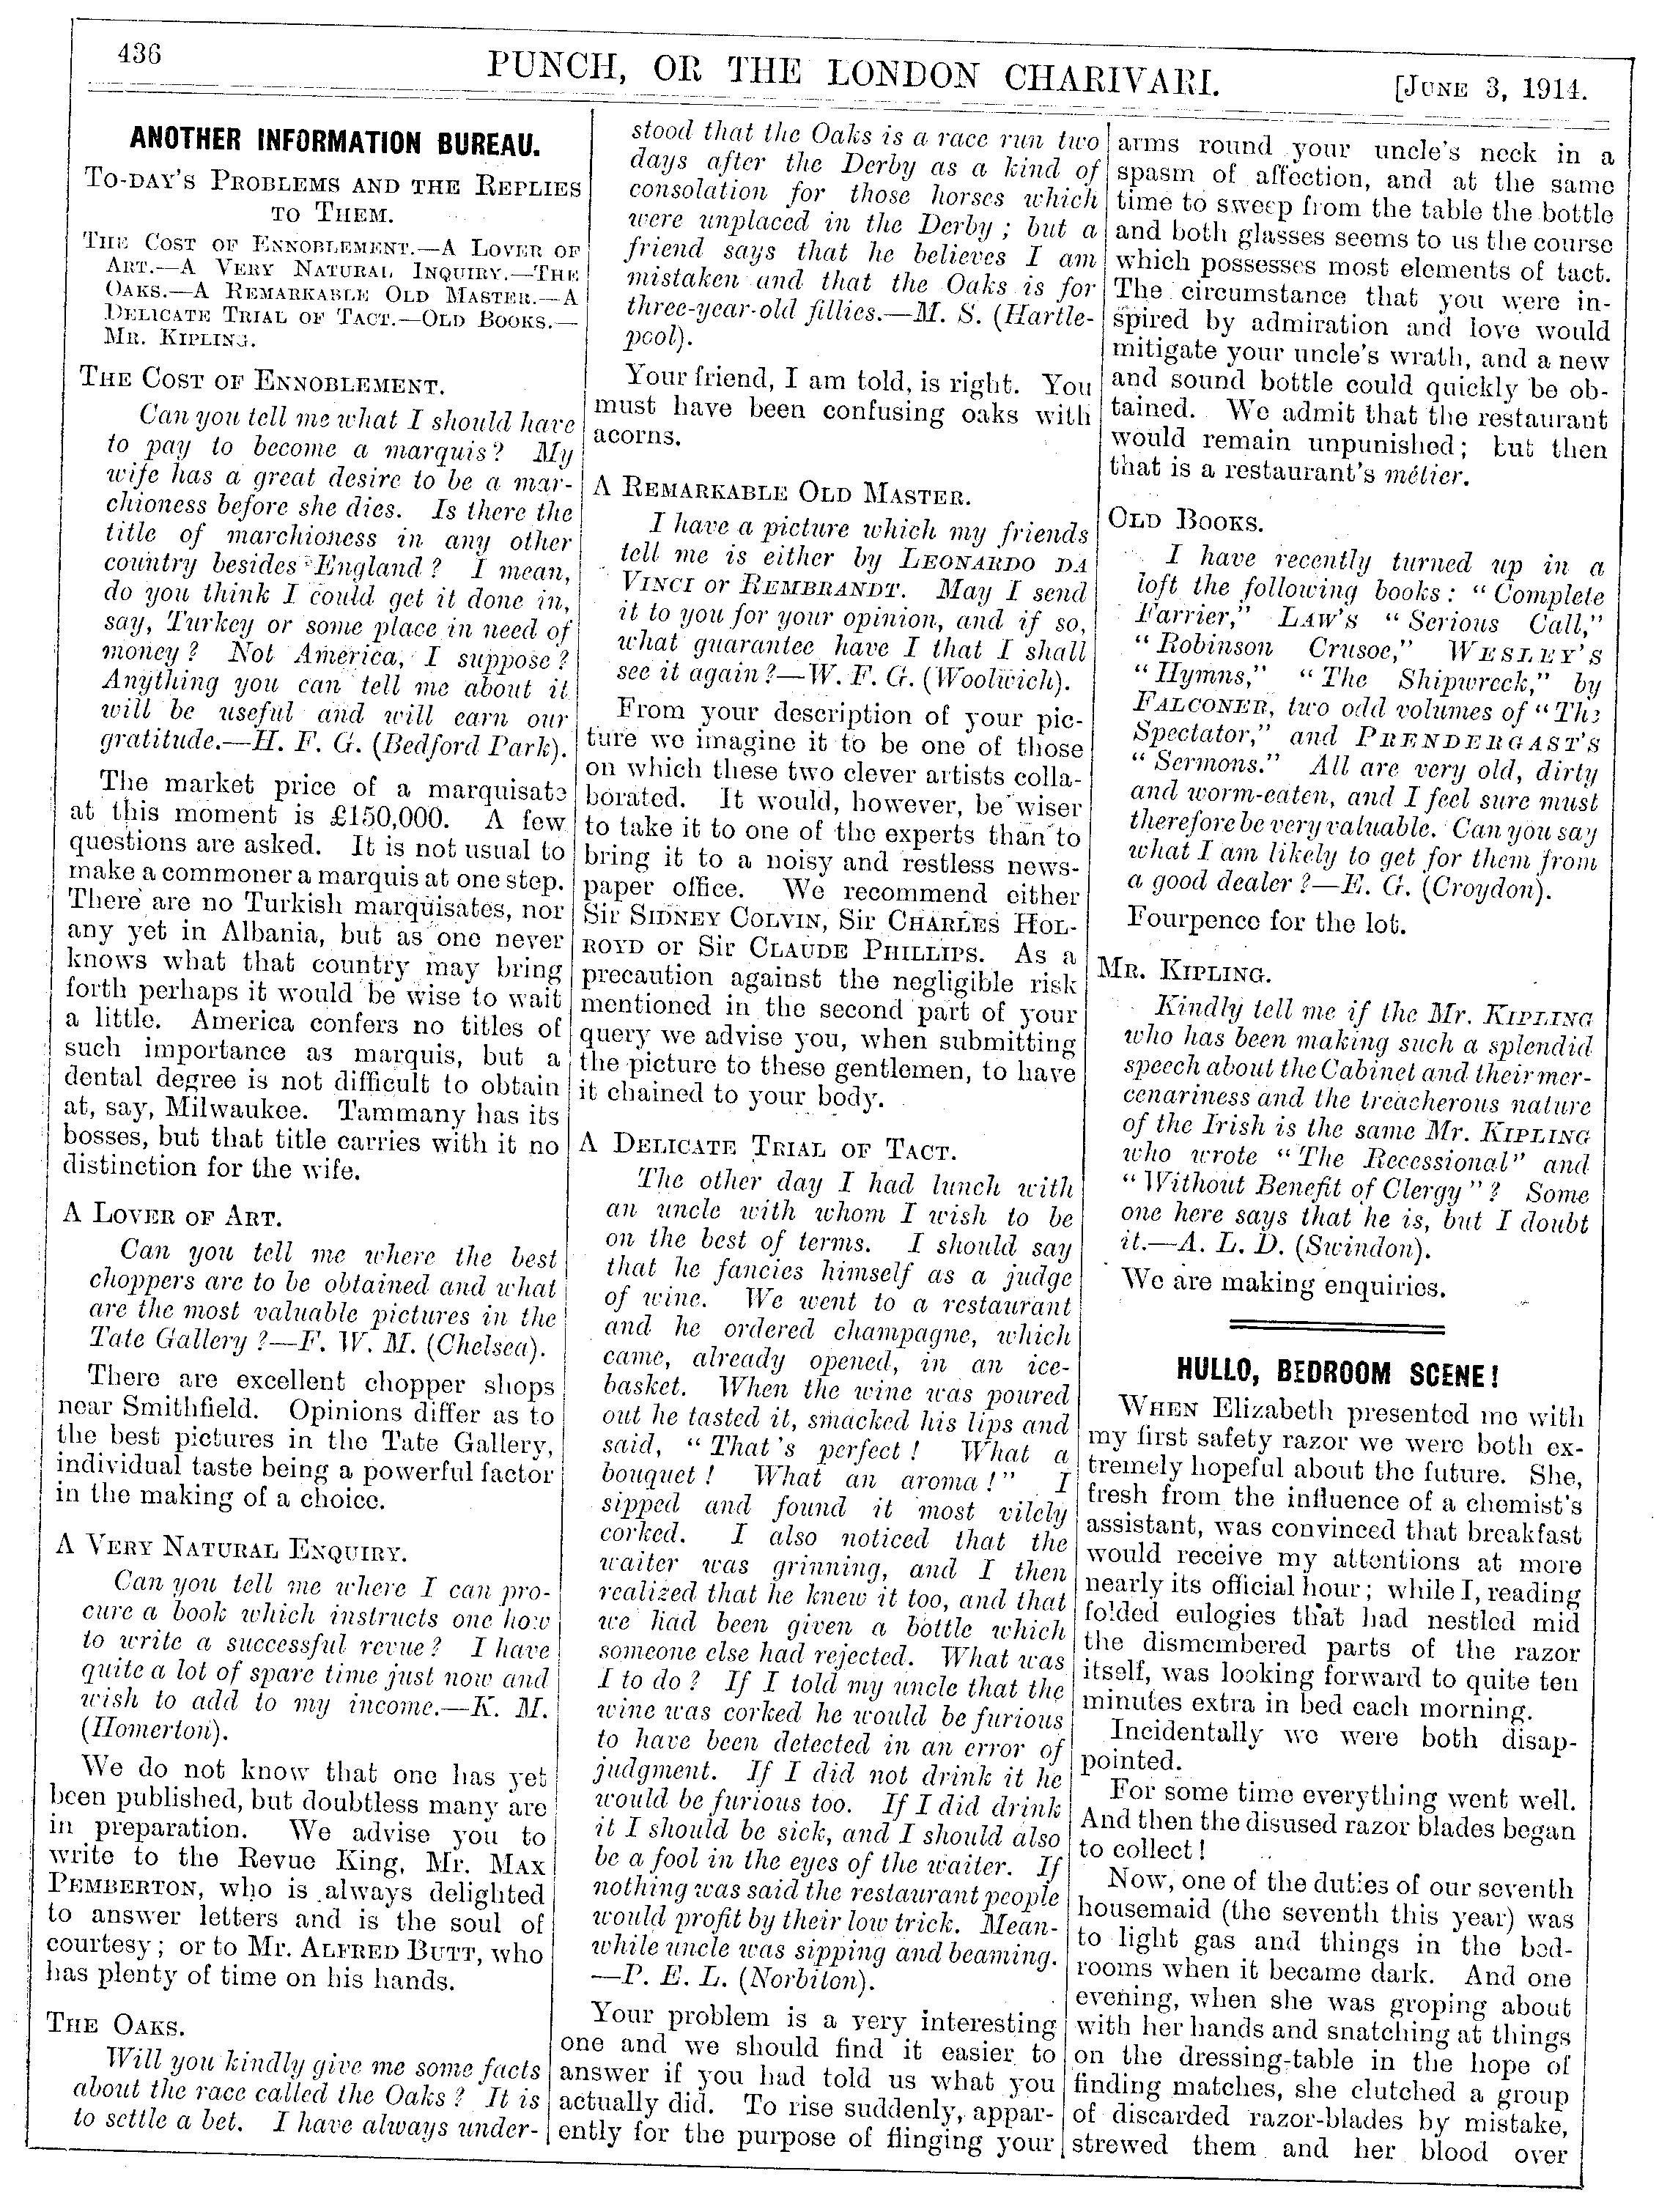 436
PUNCH, OR THE LONDON CHARIVARI.
[JUNE 3, 1914.
ANOTHER INFORMATION BUREAU.
TO-DAY'S PROBLEMS AND THE REPLIES
TO THEM.
THE COST OF ENNOBLEMENT.—A LOVER OF
ART.—A VERY NATURAL INQUIRY.—THE
OAKS.—A REMARKABLE OLD MASTER.—A
DELICATE TRIAL OF TACT.—OLD BOOKS.—
MR. KIPLING.
THE COST OF ENNOBLEMENT.
Can you tell me what I should have
to pay to become a marquis? My
wife has a great desire to be a mar-
chioness before she dies. Is there the
title of marchioness in any other
country besides England? I mean,
do you think I could get it done in,
say, Turkey or some place in need of
money? Not America, I suppose?
Anything you can tell me about it
will be useful and will earn our
gratitude.—H. F. G. (Bedford Park).
The market price of a marquisate
at this moment is £150,000. A few
questions are asked. It is not usual to
make a commoner a marquis at one step.
There are no Turkish marquisates, nor
any yet in Albania, but as one never
knows what that country may bring
forth perhaps it would be wise to wait
a little. America confers no titles of
such importance as marquis, but a
dental degree is not difficult to obtain
at, say, Milwaukee. Tammany has its
bosses, but that title carries with it no
distinction for the wife.
A LOVER OF ART.
Can you tell me where the best
choppers are to be obtained and what
are the most valuable pictures in the
Tate Gallery?—F. W. M. (Chelsea).
There are excellent chopper shops
near Smithfield. Opinions differ as to
the best pictures in the Tate Gallery,
individual taste being a powerful factor
in the making of a choice.
A VERY NATURAL ENQUIRY.
Can you tell me where I can pro-
cure a book which instructs one how
to write a successful revue? I have
quite a lot of spare time just now and
wish to add to my income.—K. M.
(Homerton).
We do not know that one has yet
been published, but doubtless many are
in preparation. We advise you to
write to the Revue King, Mr. MAX
PEMBERTON, who is always delighted
to answer letters and is the soul of
courtesy; or to Mr. ALFRED BUTT, who
has plenty of time on his hands.
THE OAKS.
Will you kindly give me some facts
about the race called the Oaks? It is
to settle a bet. I have always under-
stood that the Oaks is a race run two
days after the Derby as a kind of
consolation for those horses which
were unplaced in the Derby; but a
friend says that he believes I am
mistaken and that the Oaks is for
three-year-old fillies.—M. S. (Hartle-
pool).
Your friend, I am told, is right. You
must have been confusing oaks with
acorns.
A REMARKABLE OLD MASTER.
I have a picture which my friends
tell me is either by LEONARDO DA
VINCI or REMBRANDT. May I send
it to you for your opinion, and if so,
what guarantee have I that I shall
see it again?—W. F. G. (Woolwich).
From your description of your pic-
ture we imagine it to be one of those
on which these two clever artists colla-
borated. It would, however, be wiser
to take it to one of the experts than to
bring it to a noisy and restless news-
paper office. We recommend either
Sir SIDNEY COLVIN, Sir CHARLES HOL-
ROYD or Sir CLAUDE PHILLIPS. As a
precaution against the negligible risk
mentioned in the second part of your
query we advise you, when submitting
the picture to these gentlemen, to have
it chained to your body.
A DELICATE TRIAL OF TACT.
The other day I had lunch with
an uncle with whom I wish to be
on the best of terms. I should say
that he fancies himself as a judge
of wine. We went to a restaurant
and he ordered champagne, which
came, already opened, in an ice-
basket. When the wine was poured
out he tasted it, smacked his lips and
said, "That's perfect! What a
bouquet! What an aroma!" I
sipped and found it most vilely
corked. I also noticed that the
waiter was grinning, and I then
realized that he knew it too, and that
we had been given a bottle which
someone else had rejected. What was
I to do? If I told my uncle that the
wine was corked he would be furious
to have been detected in an error of
judgment. If I did not drink it he
would be furious too. If I did drink
it I should be sick, and I should also
be a fool in the eyes of the waiter. If
nothing was said the restaurant people
would profit by their low trick. Mean-
while uncle was sipping and beaming.
—P. E. L. (Norbiton).
Your problem is a very interesting
one and we should find it easier to
answer if you had told us what you
actually did. To rise suddenly, appar-
ently for the purpose of flinging your
arms round your uncle's neck in a
spasm of affection, and at the same
time to sweep from the table the bottle
and both glasses seems to us the course
which possesses most elements of tact.
The circumstance that you were in-
spired by admiration and love would
mitigate your uncle's wrath, and a new
and sound bottle could quickly be ob-
tained. We admit that the restaurant
would remain unpunished; but then
that is a restaurant's métier.
OLD BOOKS.
I have recently turned up in a
loft the following books: "Complete
Farrier," LAW'S "Serious Call,"
"Robinson Crusoe," WESLEY'S
"Hymns," "The Shipwreck," by
FALCONER, two odd volumes of "The
Spectator," and PRENDERGAST'S
"Sermons." All are very old, dirty
and worm-eaten, and I feel sure must
therefore be very valuable. Can you say
what I am likely to get for them from
a good dealer?—E. G. (Croydon).
Fourpence for the lot.
MR. KIPLING.
Kindly tell me if the Mr. KIPLING
who has been making such a splendid
speech about the Cabinet and their mer-
cenariness and the treacherous nature
of the Irish is the same Mr. KIPLING
who wrote "The Recessional" and
"Without Benefit of Clergy"? Some
one here says that he is, but I doubt
it.—A. L. D. (Swindon).
We are making enquiries.
HULLO, BEDROOM SCENE!
WHEN Elizabeth presented me with
my first safety razor we were both ex-
tremely hopeful about the future. She,
fresh from the influence of a chemist's
assistant, was convinced that breakfast
would receive my attentions at more
nearly its official hour; while I, reading
folded eulogies that had nestled mid
the dismembered parts of the razor
itself, was looking forward to quite ten
minutes extra in bed each morning.
Incidentally we were both disap-
pointed.
For some time everything went well.
And then the disused razor blades began
to collect!
Now, one of the duties of our seventh
housemaid (the seventh this year) was
to light gas and things in the bed-
rooms when it became dark. And one
evening, when she was groping about
with her hands and snatching at things
on the dressing-table in the hope of
finding matches, she clutched a group
of discarded razor-blades by mistake,
strewed them and her blood over